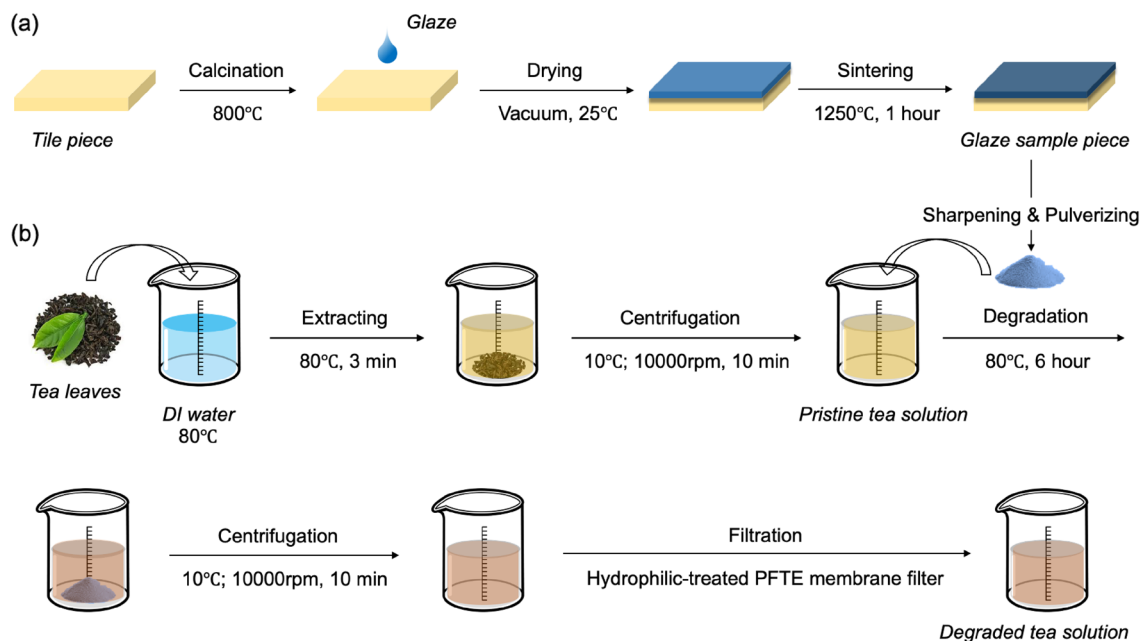 (a)
Glaze
Calcination
800℃
Drying
Vacuum, 25℃
Sintering
1250℃, 1 hour
Tile piece
Glaze sample piece
Sharpening & Pulverizing
(b)
Extracting
80℃, 3 min
Centrifugation
10℃; 10000rpm, 10 min
Degradation
80℃, 6 hour
Tea leaves
DI water
80℃
Pristine tea solution
Centrifugation
10℃; 10000rpm, 10 min
Filtration
Hydrophilic-treated PFTE membrane filter
Degraded tea solution